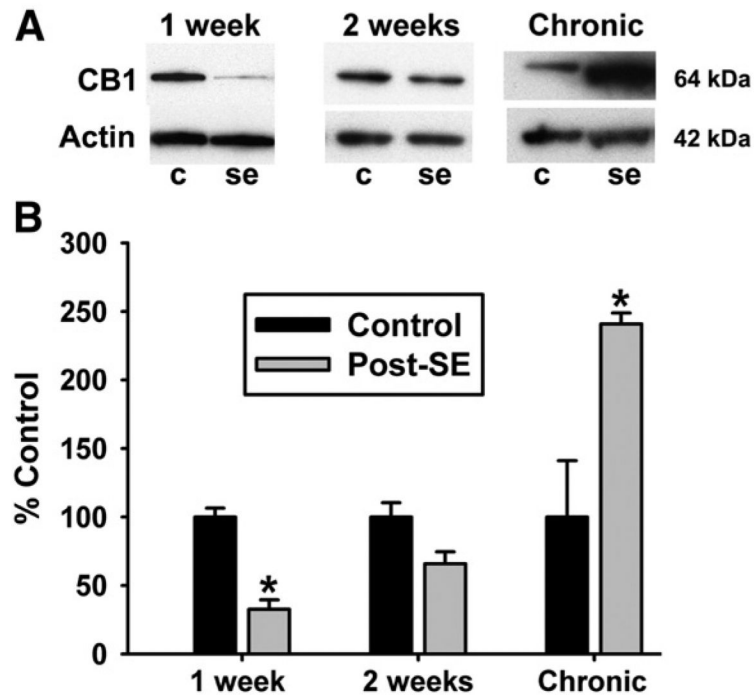 A
1 week 2 weeks Chronic
CB1 64 kDa
Actin 42 kDa
c se c se c se
B
300
250
200
150
100
50
0
% Control
Control
Post-SE
*
*
1 week 2 weeks Chronic